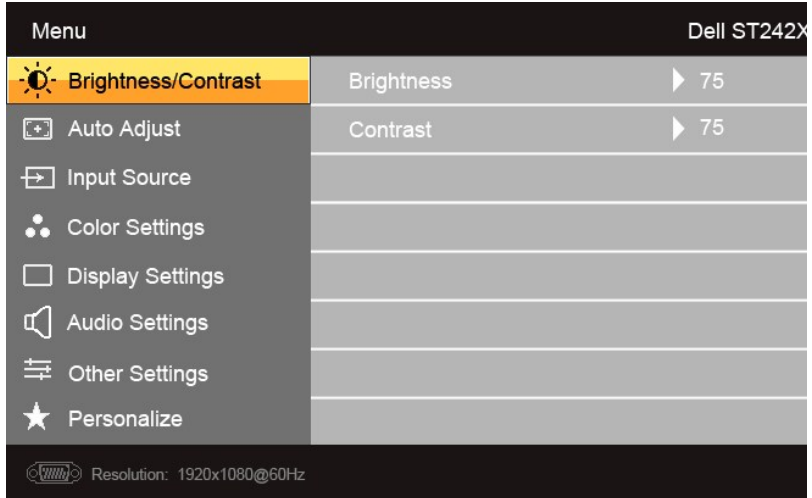 Menu Dell ST242X
Brightness/Contrast Brightness 75
Auto Adjust Contrast 75
Input Source
Color Settings
Display Settings
Audio Settings
Other Settings
Personalize
Resolution: 1920x1080@60Hz